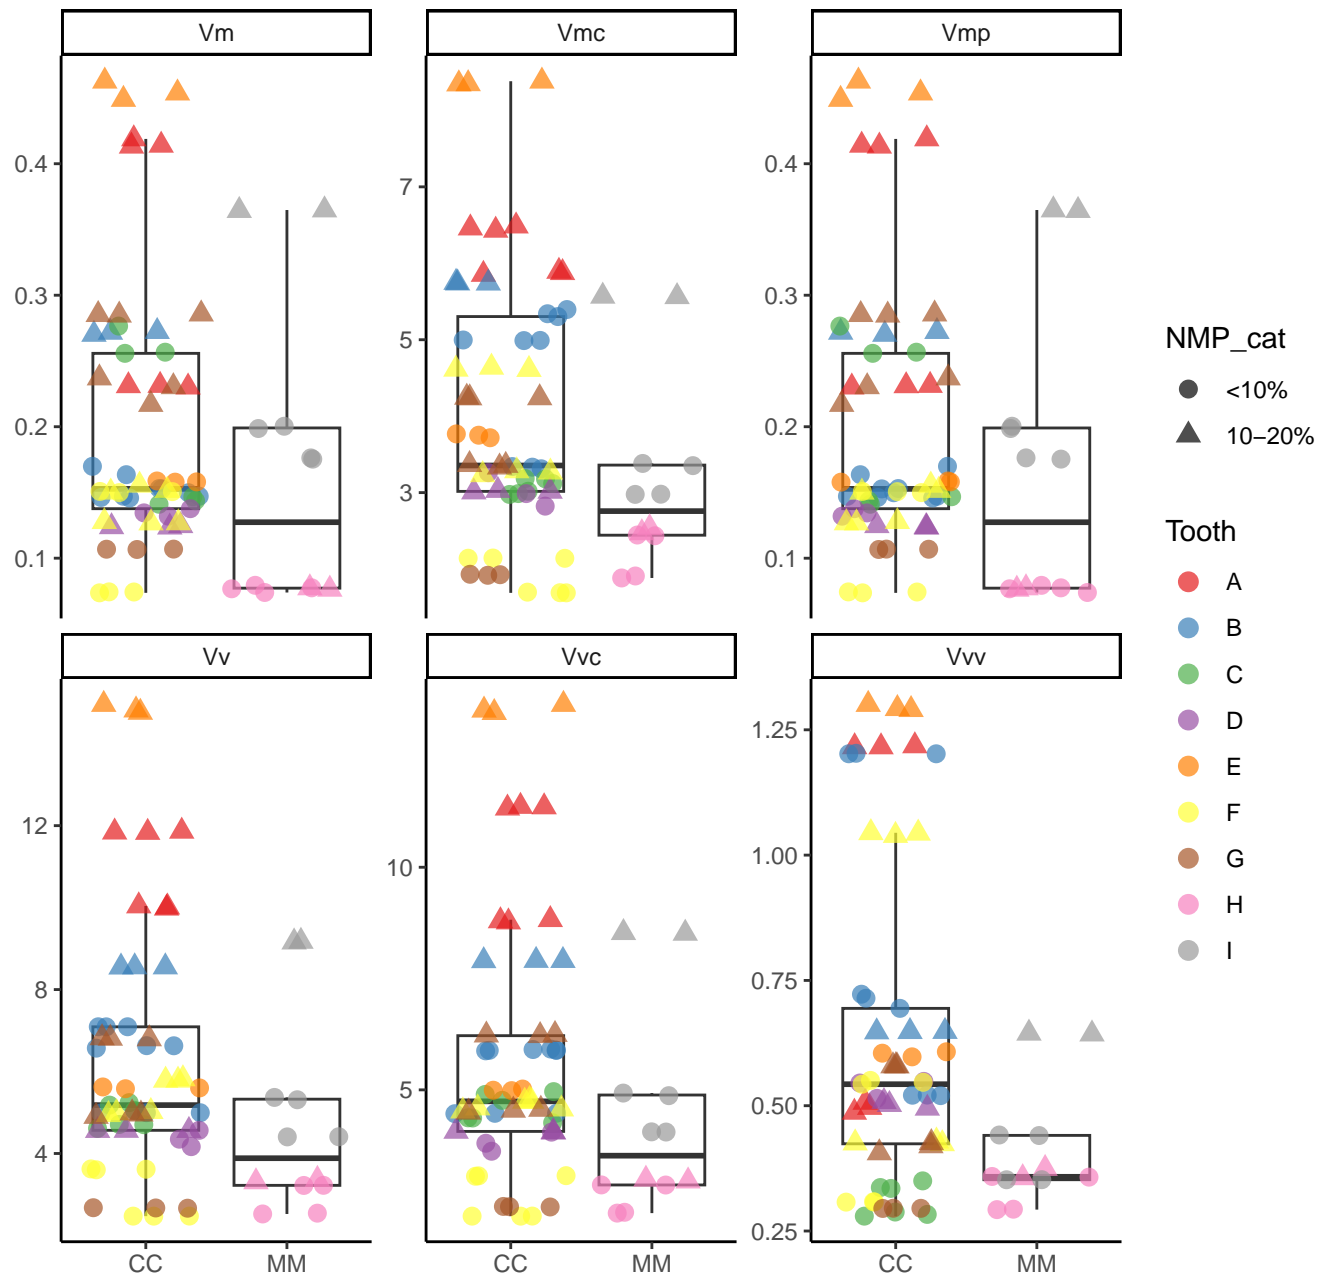 Vm
Vmc
Vmp
0.4
0.3
0.2
0.1
7
5
3
0.4
0.3
0.2
0.1
Vv
Vvc
Vvv
12
8
4
10
5
1.25
1.00
0.75
0.50
0.25
CC
MM
CC
MM
CC
MM
NMP_cat
<10%
10−20%
Tooth
A
B
C
D
E
F
G
H
I